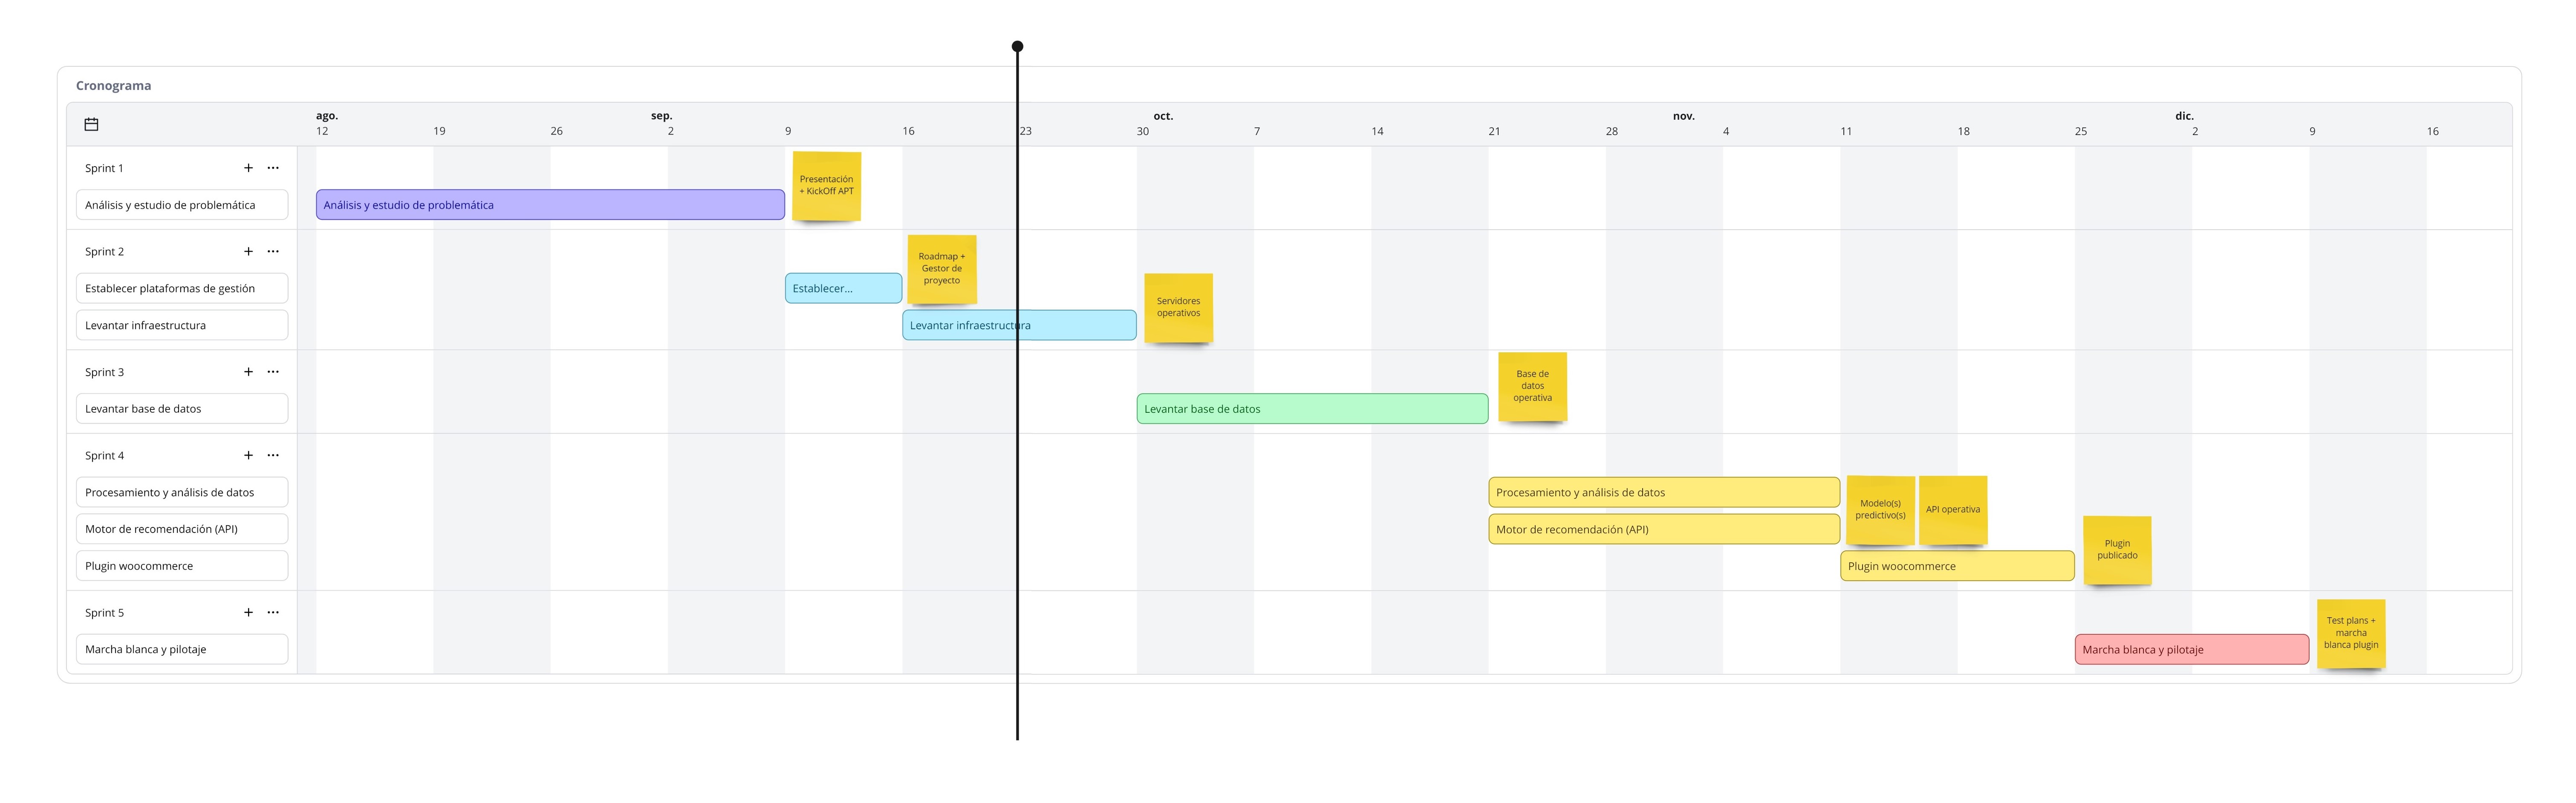 Cronograma
ago. sep. oct. nov. dic.
12 19 26 2 9 16 23 30 7 14 21 28 4 11 18 25 2 9 16
Sprint 1
Presentación
+ KickOff APT
Análisis y estudio de problemática
Análisis y estudio de problemática
Sprint 2
Roadmap +
Gestor de
proyecto
Establecer plataformas de gestión
Establecer...
Servidores
operativos
Levantar infraestructura
Levantar infraestructura
Sprint 3
Base de
datos
operativa
Levantar base de datos
Levantar base de datos
Sprint 4
Procesamiento y análisis de datos
Procesamiento y análisis de datos
Modelo(s)
predictivo(s)
API operativa
Motor de recomendación (API)
Motor de recomendación (API)
Plugin
publicado
Plugin woocommerce
Plugin woocommerce
Sprint 5
Test plans +
marcha
blanca plugin
Marcha blanca y pilotaje
Marcha blanca y pilotaje